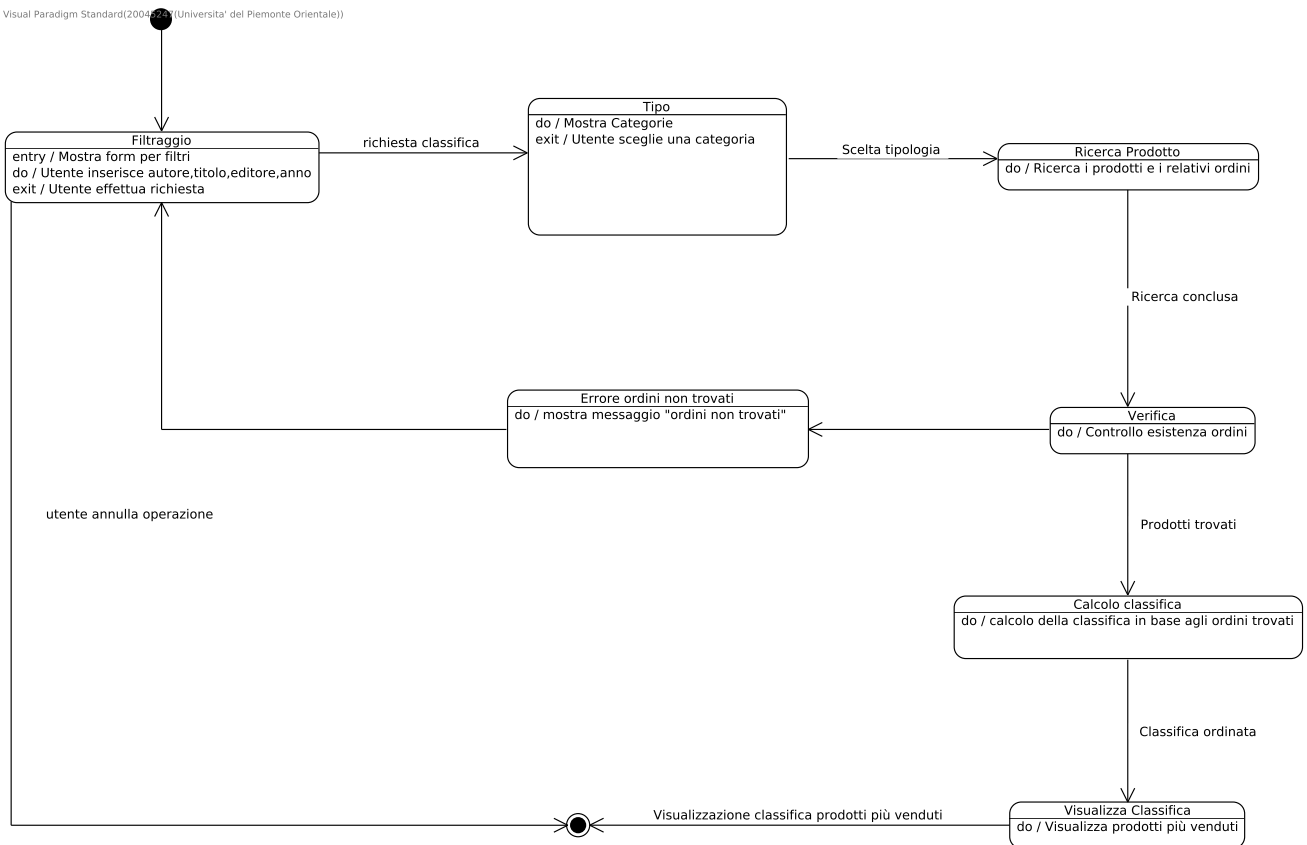 Visual Paradigm Standard(20045247(Universita' del Piemonte Orientale))
Filtraggio
entry / Mostra form per filtri
do / Utente inserisce autore,titolo,editore,anno
exit / Utente effettua richiesta
richiesta classifica
Tipo
do / Mostra Categorie
exit / Utente sceglie una categoria
Scelta tipologia
Ricerca Prodotto
do / Ricerca i prodotti e i relativi ordini
Ricerca conclusa
Errore ordini non trovati
do / mostra messaggio "ordini non trovati"
Verifica
do / Controllo esistenza ordini
utente annulla operazione
Prodotti trovati
Calcolo classifica
do / calcolo della classifica in base agli ordini trovati
Classifica ordinata
Visualizzazione classifica prodotti più venduti
Visualizza Classifica
do / Visualizza prodotti più venduti